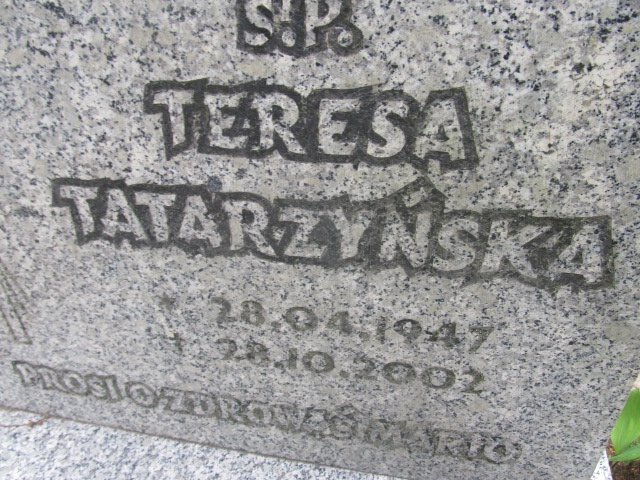 Ś.P.
TERESA
TATARZYŃSKA
* 28.04.1947
+ 28.10.2002
PROSI O ZDROWAŚ MARIO